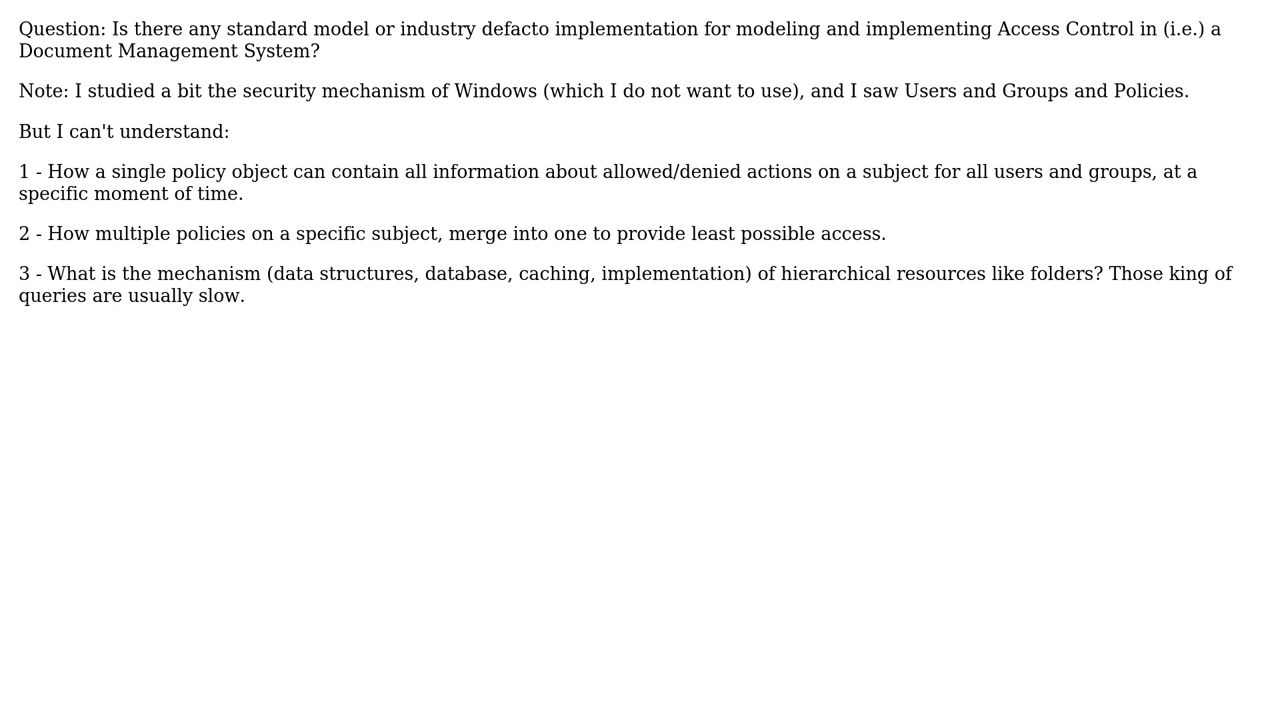 Question: Is there any standard model or industry defacto implementation for modeling and implementing Access Control in (i.e.) a
Document Management System?
Note: I studied a bit the security mechanism of Windows (which I do not want to use), and I saw Users and Groups and Policies.
But I can't understand:
1 - How a single policy object can contain all information about allowed/denied actions on a subject for all users and groups, at a
specific moment of time.
2 - How multiple policies on a specific subject, merge into one to provide least possible access.
3 - What is the mechanism (data structures, database, caching, implementation) of hierarchical resources like folders? Those king of
queries are usually slow.